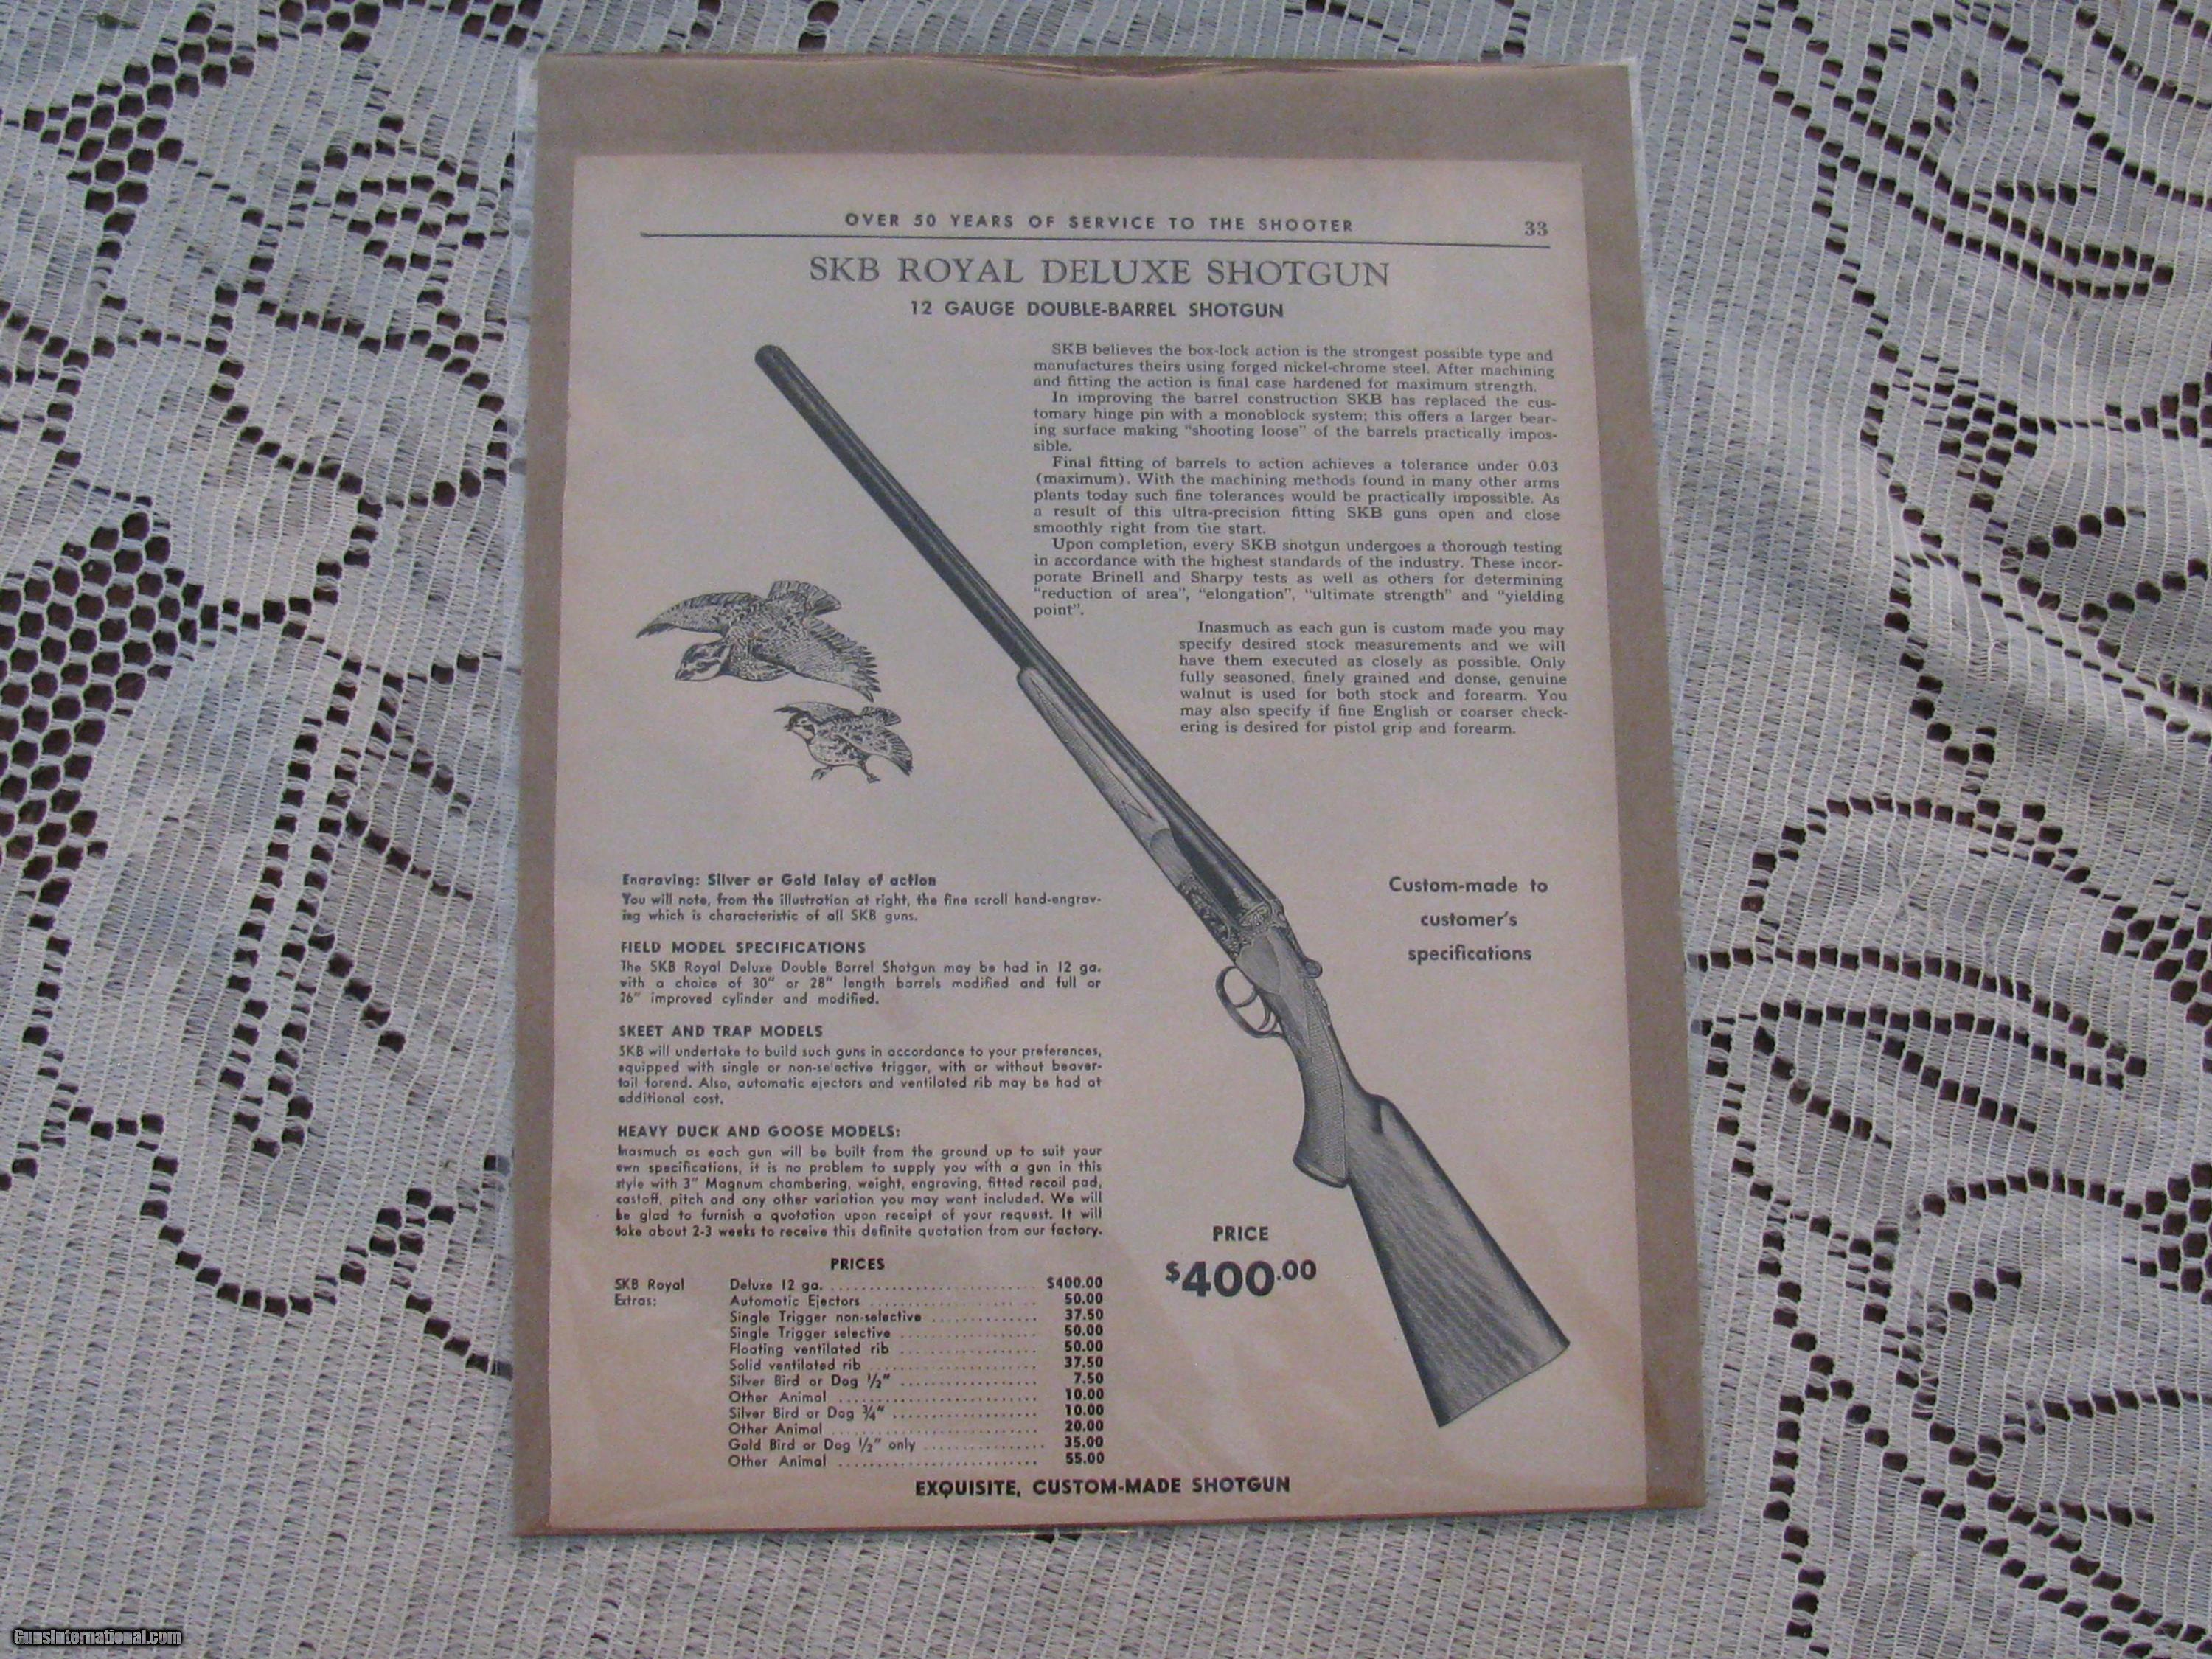 OVER 50 YEARS OF SERVICE TO THE SHOOTER 33
SKB ROYAL DELUXE SHOTGUN
12 GAUGE DOUBLE-BARREL SHOTGUN
SKB believes the box-lock action is the strongest possible type and
manufactures theirs using forged nickel-chrome steel. After machining
and fitting the action is final case hardened for maximum strength.
In improving the barrel construction SKB has replaced the cus-
tomary hinge pin with a monoblock system; this offers a larger bear-
ing surface making "shooting loose" of the barrels practically impos-
sible.
Final fitting of barrels to action achieves a tolerance under 0.03
(maximum). With the machining methods found in many other arms
plants today such fine tolerances would be practically impossible. As
a result of this ultra-precision fitting SKB guns open and close
smoothly right from the start.
Upon completion, every SKB shotgun undergoes a thorough testing
in accordance with the highest standards of the industry. These incor-
porate Brinell and Sharpy tests as well as others for determining
"reduction of area", "elongation", "ultimate strength" and "yielding
point".
Inasmuch as each gun is custom made you may
specify desired stock measurements and we will
have them executed as closely as possible. Only
fully seasoned, finely grained and dense, genuine
walnut is used for both stock and forearm. You
may also specify if fine English or coarser check-
ering is desired for pistol grip and forearm.
Engraving: Silver or Gold Inlay of action
You will note, from the illustration at right, the fine scroll hand-engrav-
ing which is characteristic of all SKB guns.
FIELD MODEL SPECIFICATIONS
The SKB Royal Deluxe Double Barrel Shotgun may be had in 12 ga.
with a choice of 30" or 28" length barrels modified and full or
26" improved cylinder and modified.
SKEET AND TRAP MODELS
SKB will undertake to build such guns in accordance to your preferences,
equipped with single or non-selective trigger, with or without beaver-
tail forend. Also, automatic ejectors and ventilated rib may be had at
additional cost.
HEAVY DUCK AND GOOSE MODELS:
Inasmuch as each gun will be built from the ground up to suit your
own specifications, it is no problem to supply you with a gun in this
style with 3" Magnum chambering, weight, engraving, fitted recoil pad,
castoff, pitch and any other variation you may want included. We will
be glad to furnish a quotation upon receipt of your request. It will
take about 2-3 weeks to receive this definite quotation from our factory.
Custom-made to
customer's
specifications
PRICE
$400.00
PRICES
SKB Royal Deluxe 12 ga. $400.00
Extras: Automatic Ejectors 50.00
Single Trigger non-selective 37.50
Single Trigger selective 50.00
Floating ventilated rib 50.00
Solid ventilated rib 37.50
Silver Bird or Dog 1/2" 7.50
Other Animal 10.00
Silver Bird or Dog 3/4" 10.00
Other Animal 20.00
Gold Bird or Dog 1/2" only 35.00
Other Animal 55.00
EXQUISITE, CUSTOM-MADE SHOTGUN
GunsInternational.com